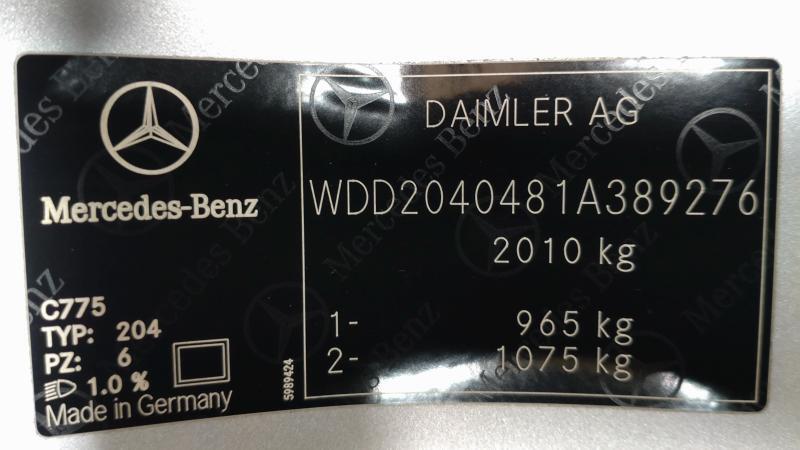 Mercedes-Benz
C775
TYP: 204
PZ: 6
1.0 %
Made in Germany
5989424
DAIMLER AG
WDD2040481A389276
2010 kg
1- 965 kg
2- 1075 kg